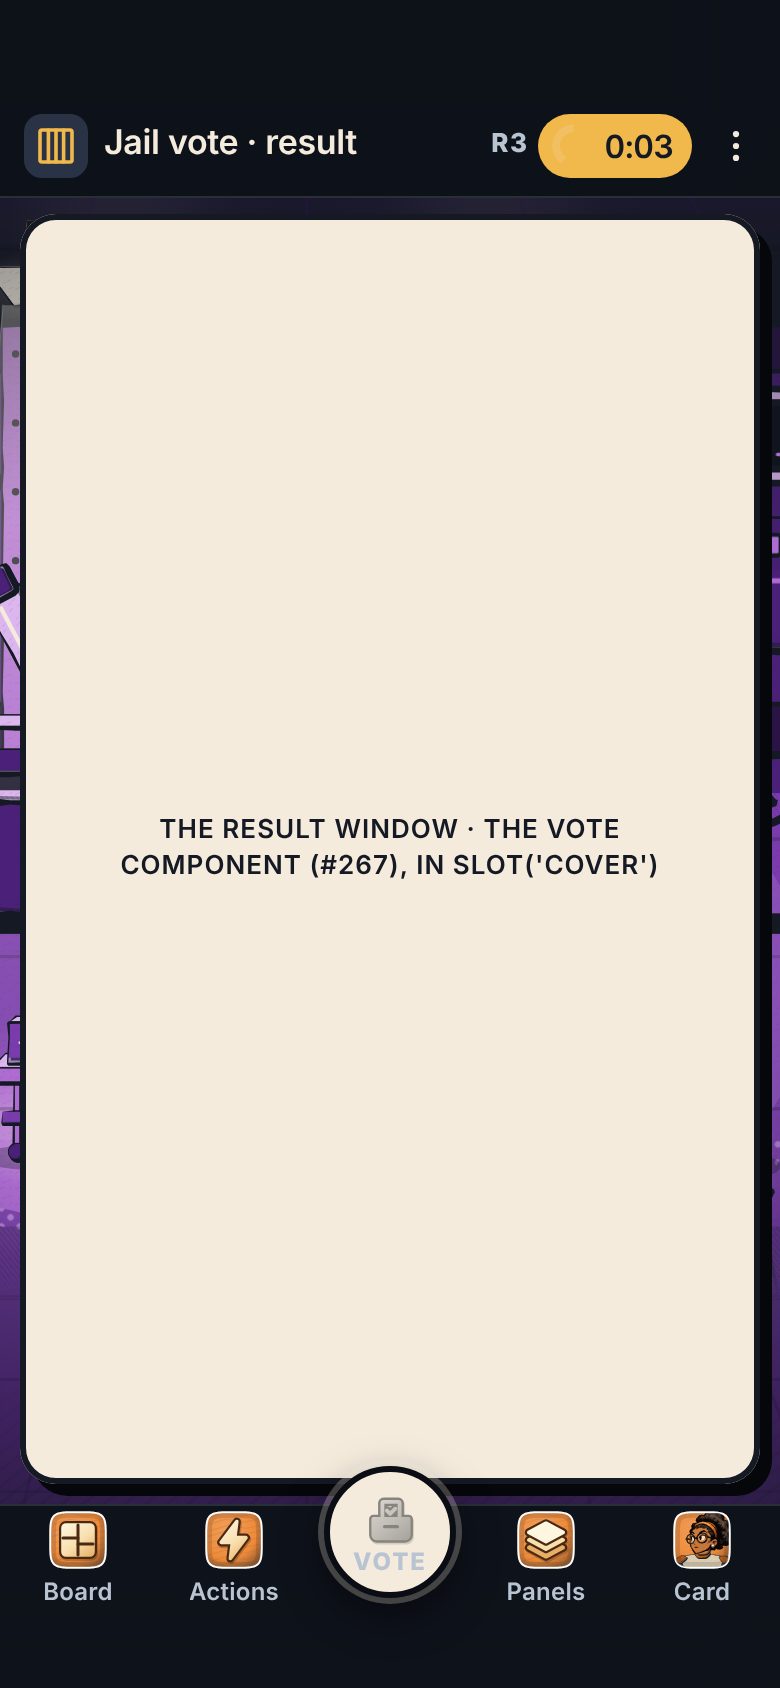 Jail vote · result
R3
0:03
THE RESULT WINDOW · THE VOTE
COMPONENT (#267), IN SLOT('COVER')
VOTE
Board
Actions
Panels
Card